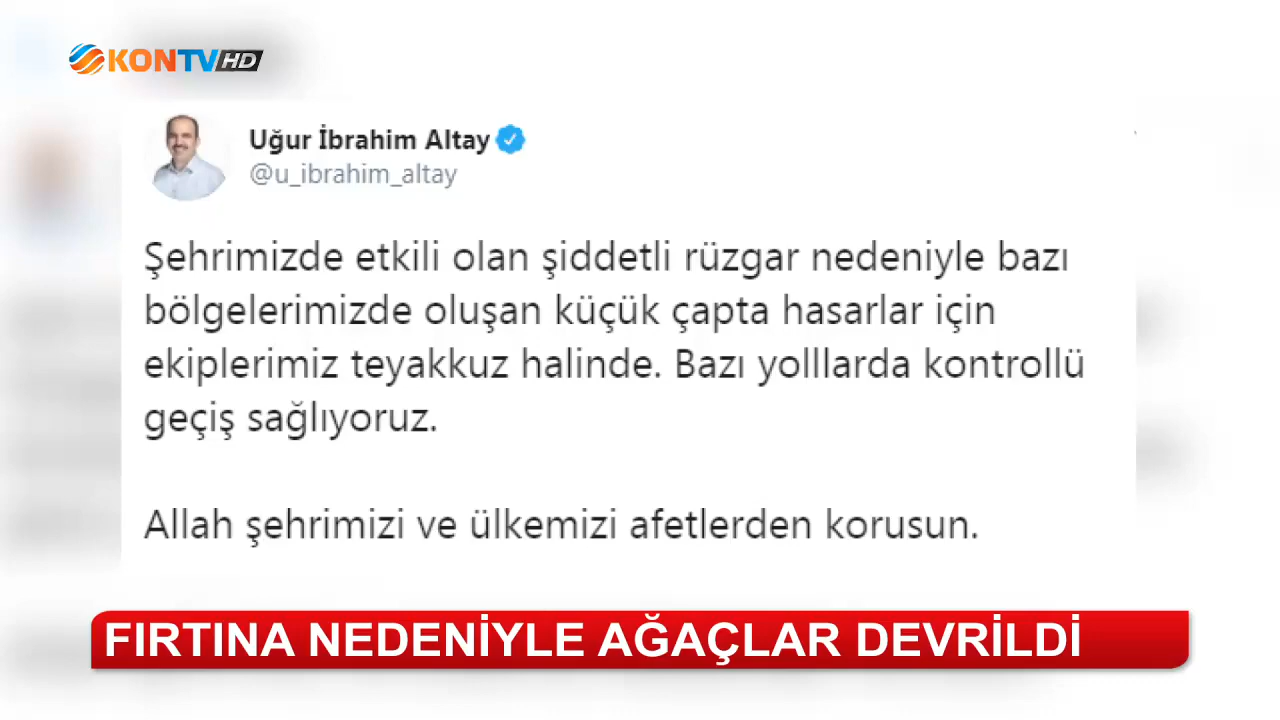 KONTV HD
Uğur İbrahim Altay
@u_ibrahim_altay
Şehrimizde etkili olan şiddetli rüzgar nedeniyle bazı
bölgelerimizde oluşan küçük çapta hasarlar için
ekiplerimiz teyakkuz halinde. Bazı yolllarda kontrollü
geçiş sağlıyoruz.
Allah şehrimizi ve ülkemizi afetlerden korusun.
FIRTINA NEDENİYLE AĞAÇLAR DEVRİLDİ